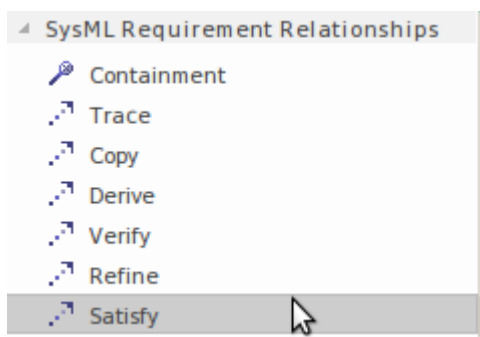 SysML Requirement Relationships
Containment
Trace
Copy
Derive
Verify
Refine
Satisfy